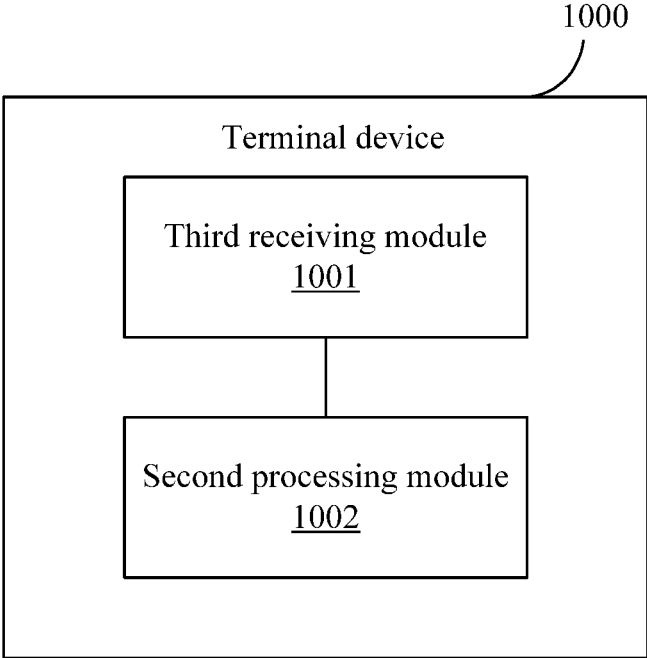 1000
Terminal device
Third receiving module
1001
Second processing module
1002